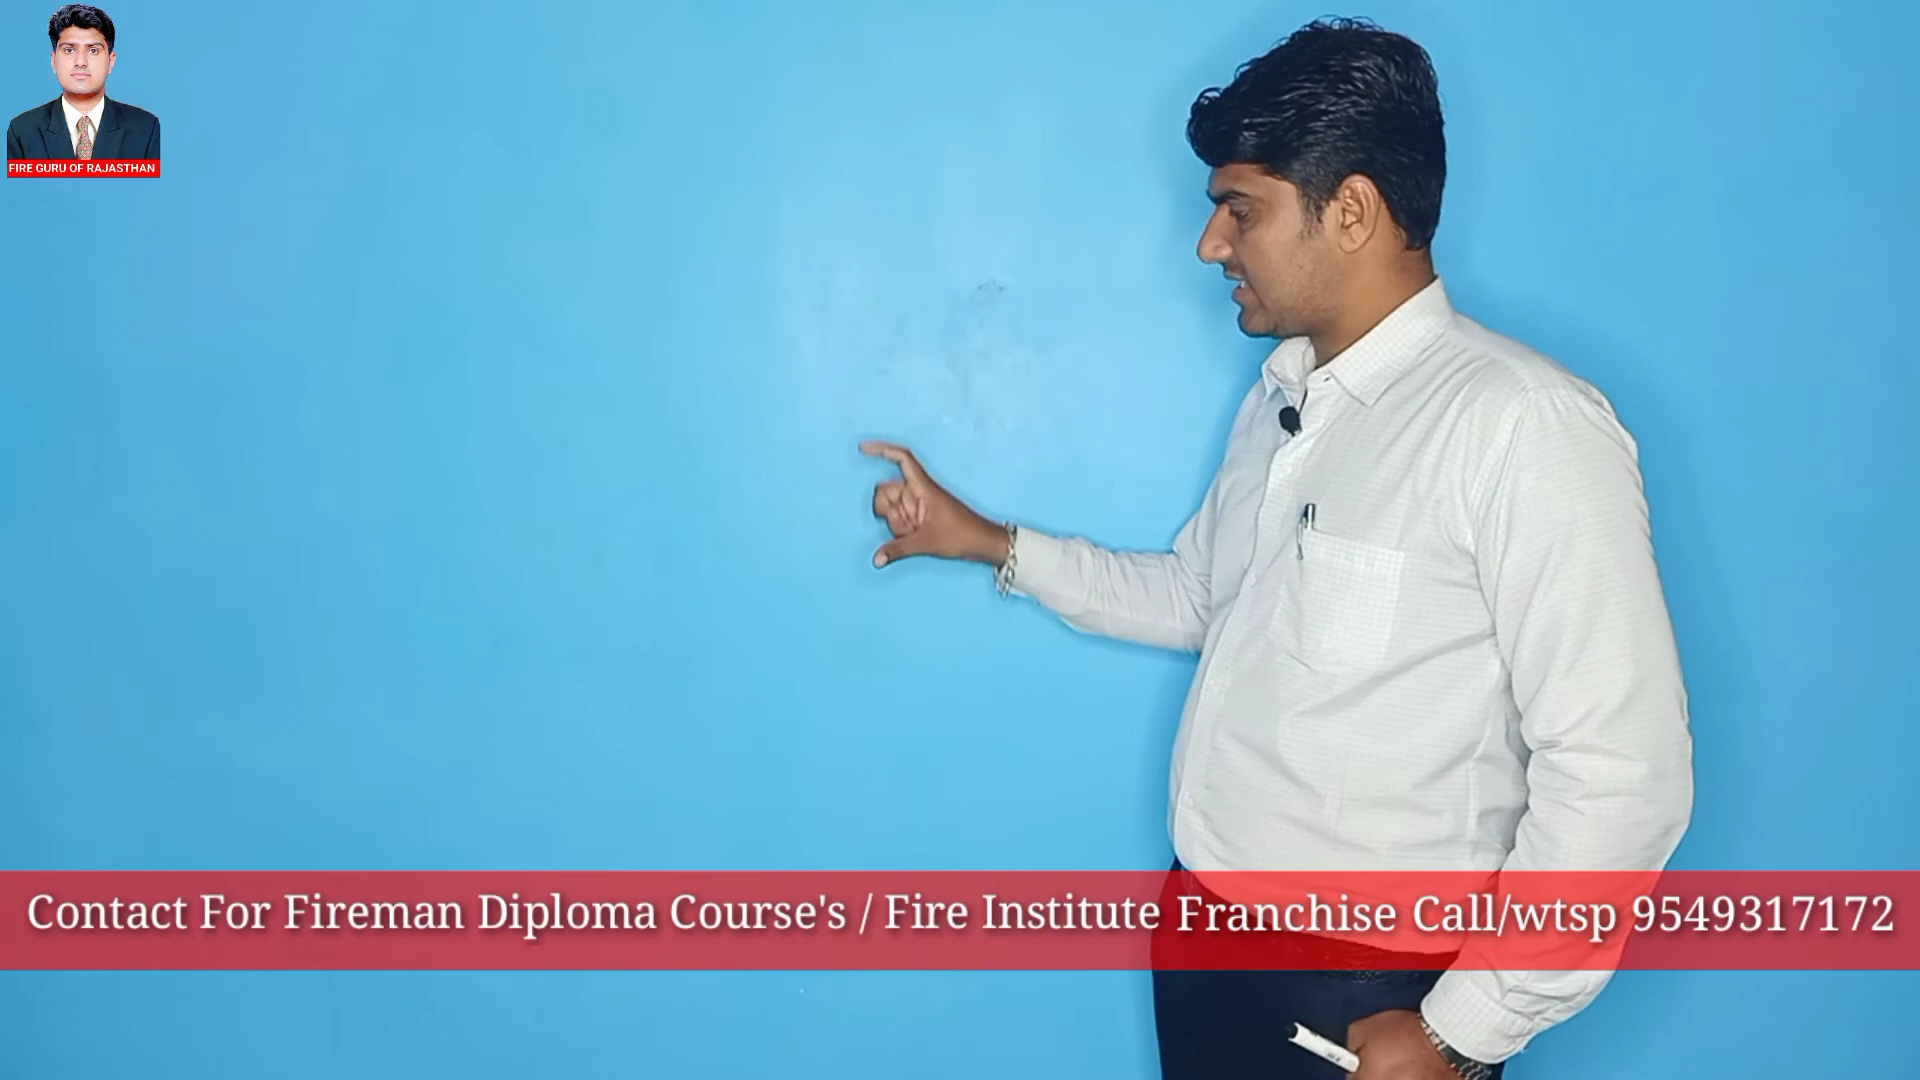 FIRE GURU OF RAJASTHAN
Contact For Fireman Diploma Course's / Fire Institute Franchise Call/wtsp 9549317172